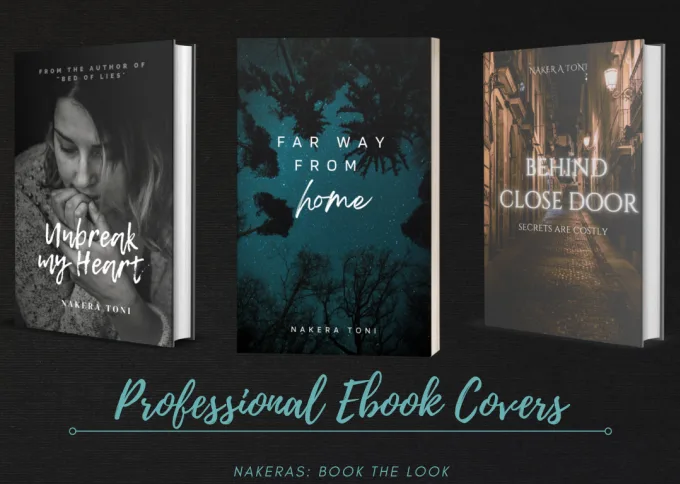 FROM THE AUTHOR OF
"BED OF LIES"
Unbreak
my Heart
NAKERA TONI
FAR WAY
FROM
home
NAKERA TONI
NAKERA TONI
BEHIND
CLOSE DOOR
SECRETS ARE COSTLY
Professional Ebook Covers
NAKERAS: BOOK THE LOOK